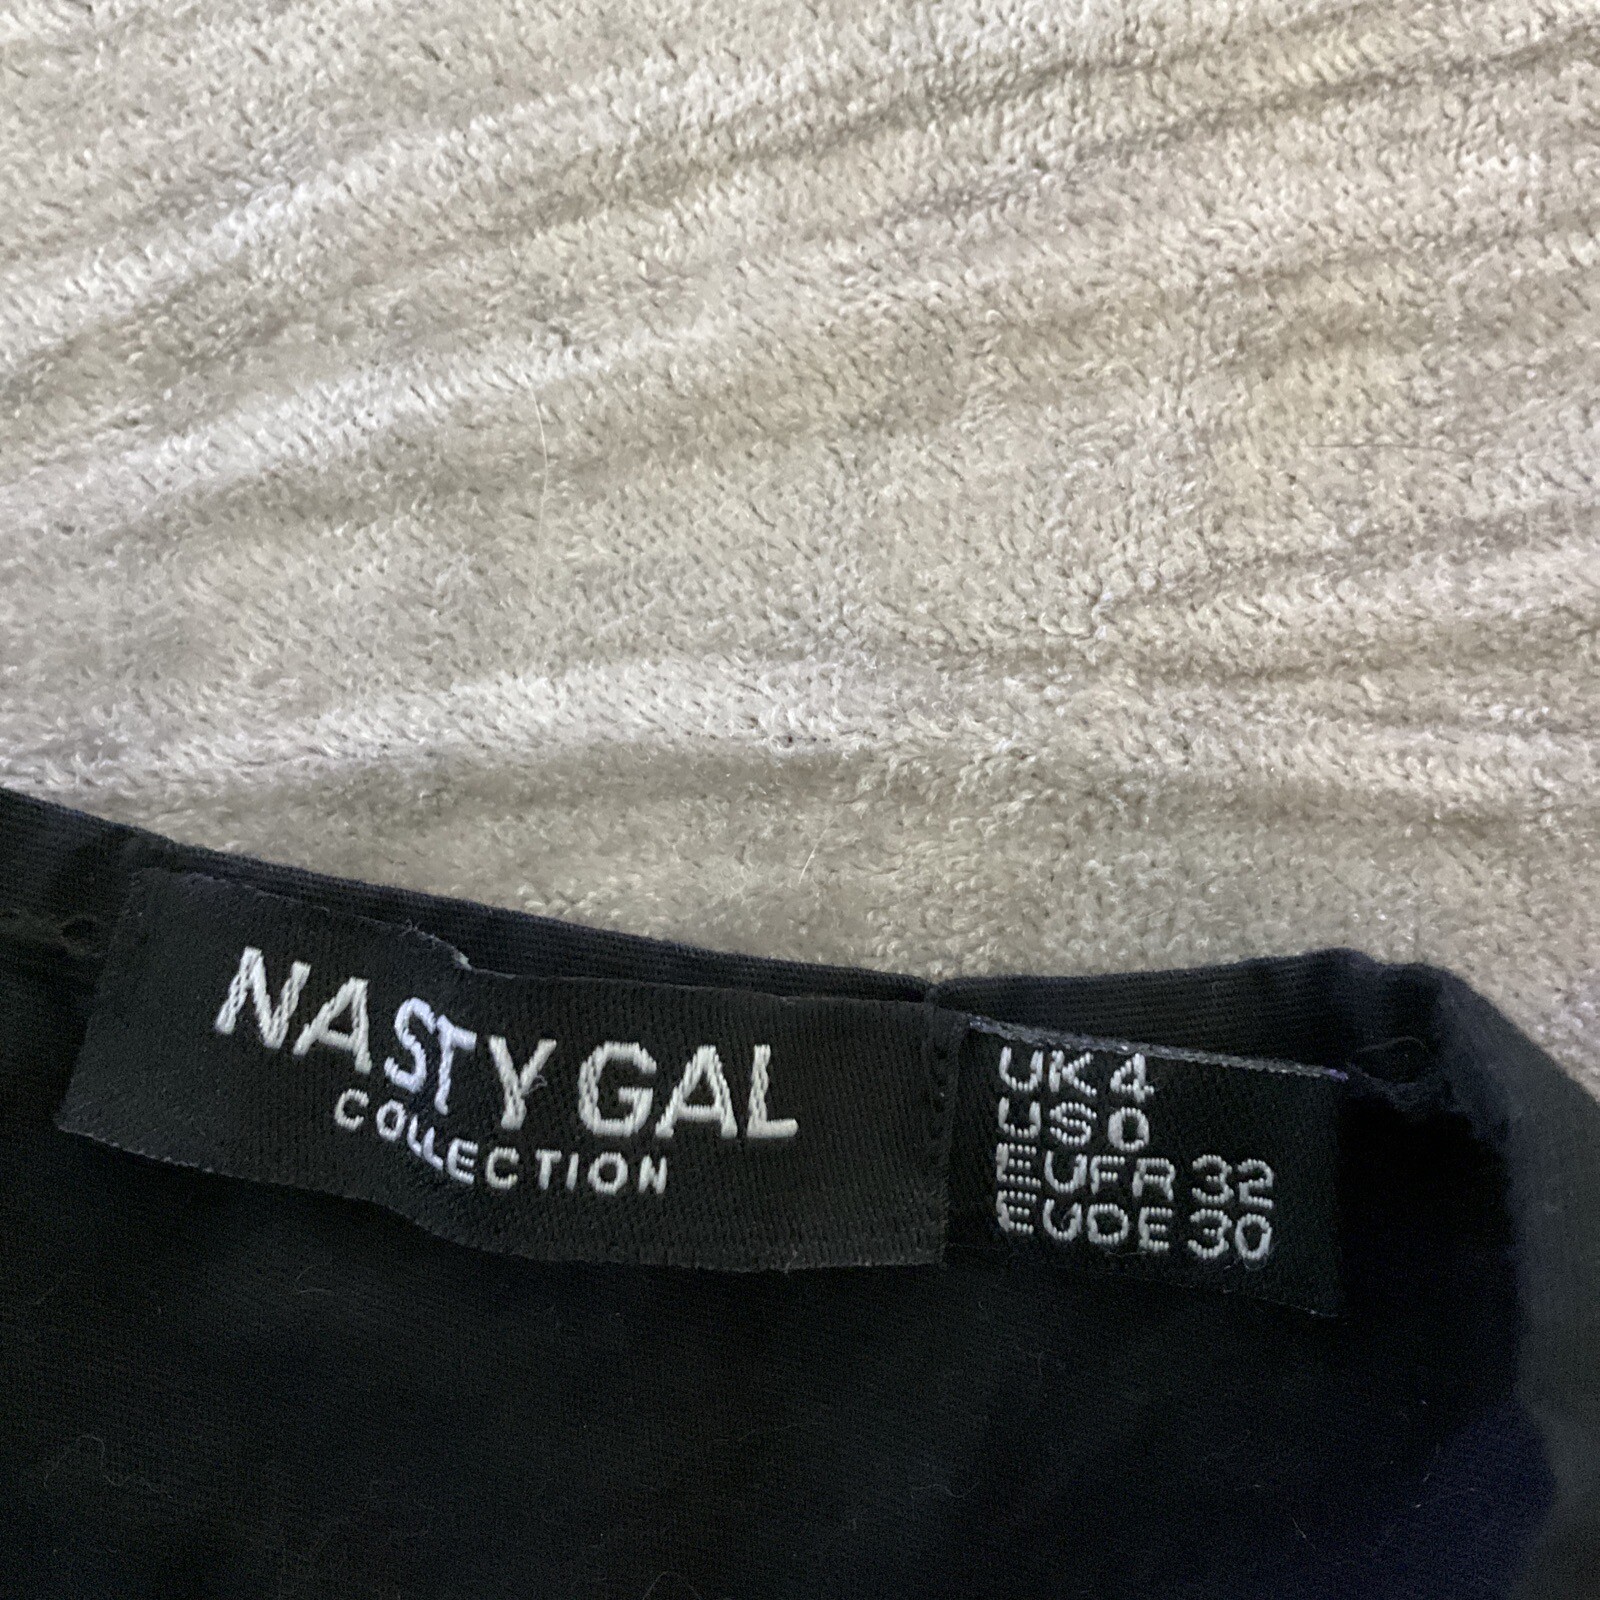 NASTY GAL
COLLECTION
UK 4
US 0
EUFR 32
EUDE 30